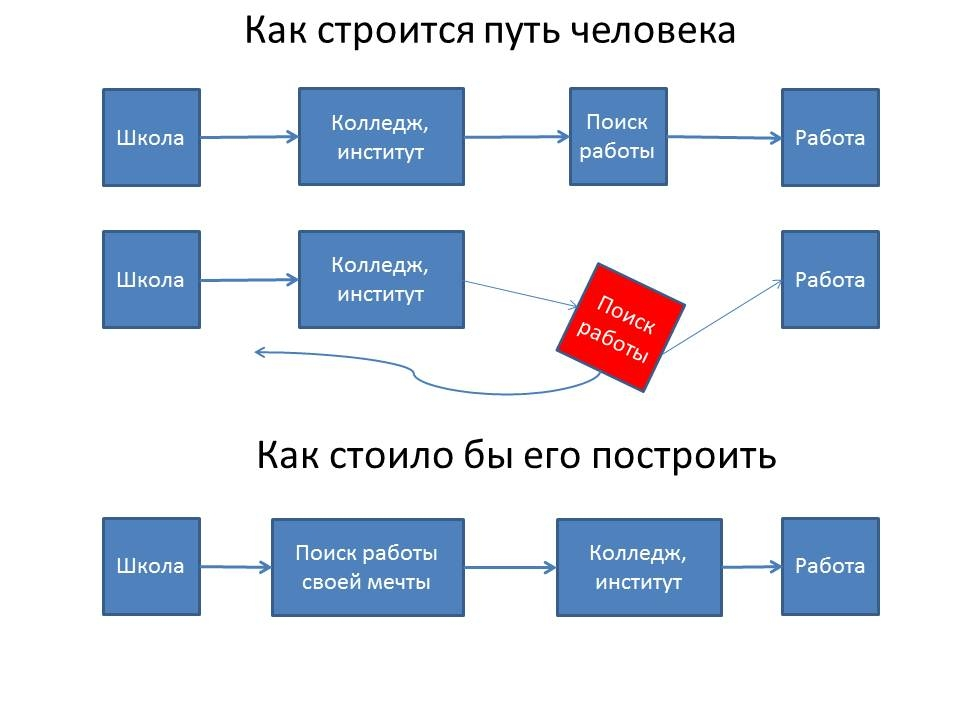 Как строится путь человека
Школа
Колледж,
институт
Поиск
работы
Работа
Школа
Колледж,
институт
Поиск
работы
Работа
Как стоило бы его построить
Школа
Поиск работы
своей мечты
Колледж,
институт
Работа